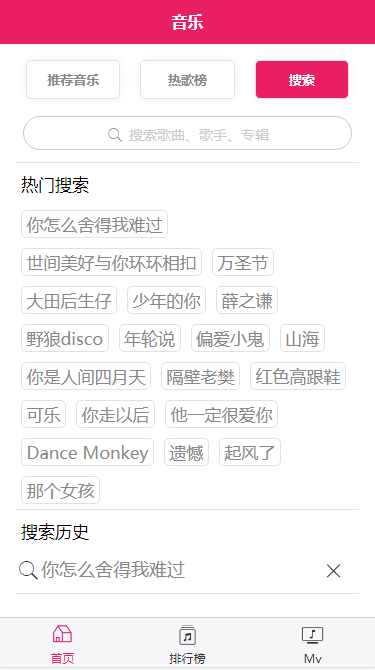 音乐
推荐音乐 热歌榜 搜索
搜索歌曲、歌手、专辑
热门搜索
你怎么舍得我难过
世间美好与你环环相扣 万圣节
大田后生仔 少年的你 薛之谦
野狼disco 年轮说 偏爱小鬼 山海
你是人间四月天 隔壁老樊 红色高跟鞋
可乐 你走以后 他一定很爱你
Dance Monkey 遗憾 起风了
那个女孩
搜索历史
你怎么舍得我难过
首页 排行榜 Mv